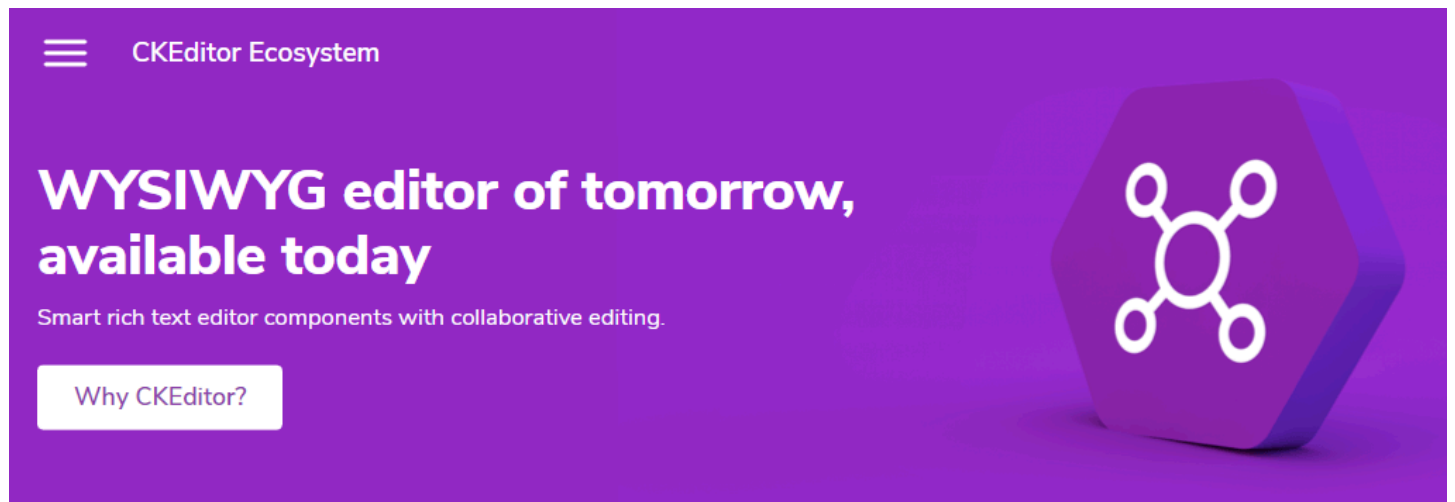 CKEditor Ecosystem
WYSIWYG editor of tomorrow,
available today
Smart rich text editor components with collaborative editing.
Why CKEditor?